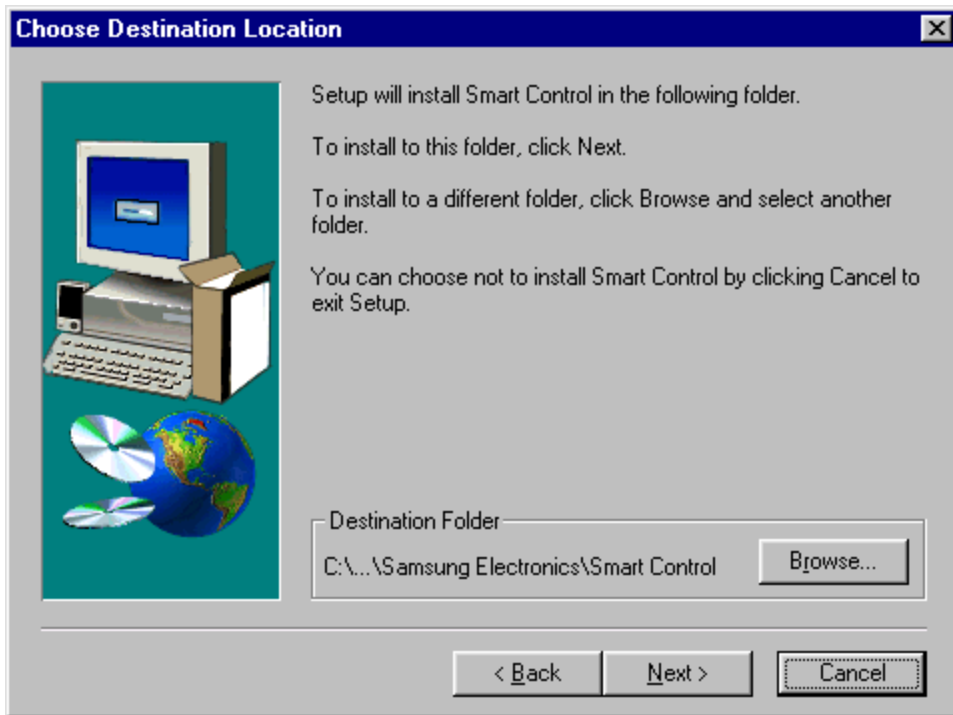 Choose Destination Location
Setup will install Smart Control in the following folder.
To install to this folder, click Next.
To install to a different folder, click Browse and select another
folder.
You can choose not to install Smart Control by clicking Cancel to
exit Setup.
Destination Folder
C:\...\Samsung Electronics\Smart Control
Browse...
< Back
Next >
Cancel